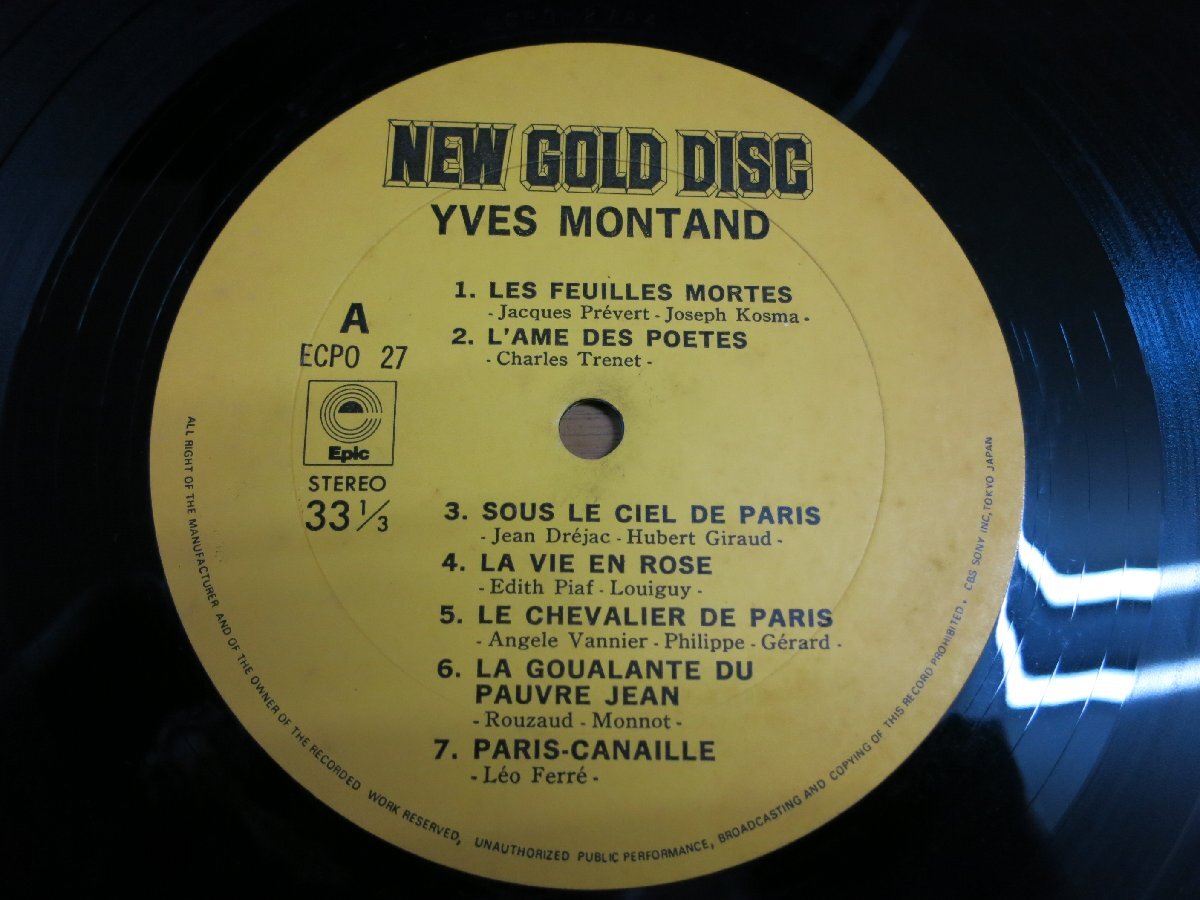 NEW GOLD DISC
YVES MONTAND
1. LES FEUILLES MORTES
- Jacques Prévert - Joseph Kosma -
2. L'AME DES POETES
- Charles Trenet -
A
ECPO 27
Epic
STEREO
33 1/3
3. SOUS LE CIEL DE PARIS
- Jean Dréjac - Hubert Giraud -
4. LA VIE EN ROSE
- Edith Piaf - Louiguy -
5. LE CHEVALIER DE PARIS
- Angele Vannier - Philippe - Gérard -
6. LA GOUALANTE DU
PAUVRE JEAN
- Rouzaud - Monnot -
7. PARIS-CANAILLE
- Léo Ferré -
ALL RIGHT OF THE MANUFACTURER AND OF THE OWNER OF THE RECORDED WORK RESERVED, UNAUTHORIZED PUBLIC PERFORMANCE, BROADCASTING AND COPYING OF THIS RECORD PROHIBITED. CBS SONY INC, TOKYO JAPAN